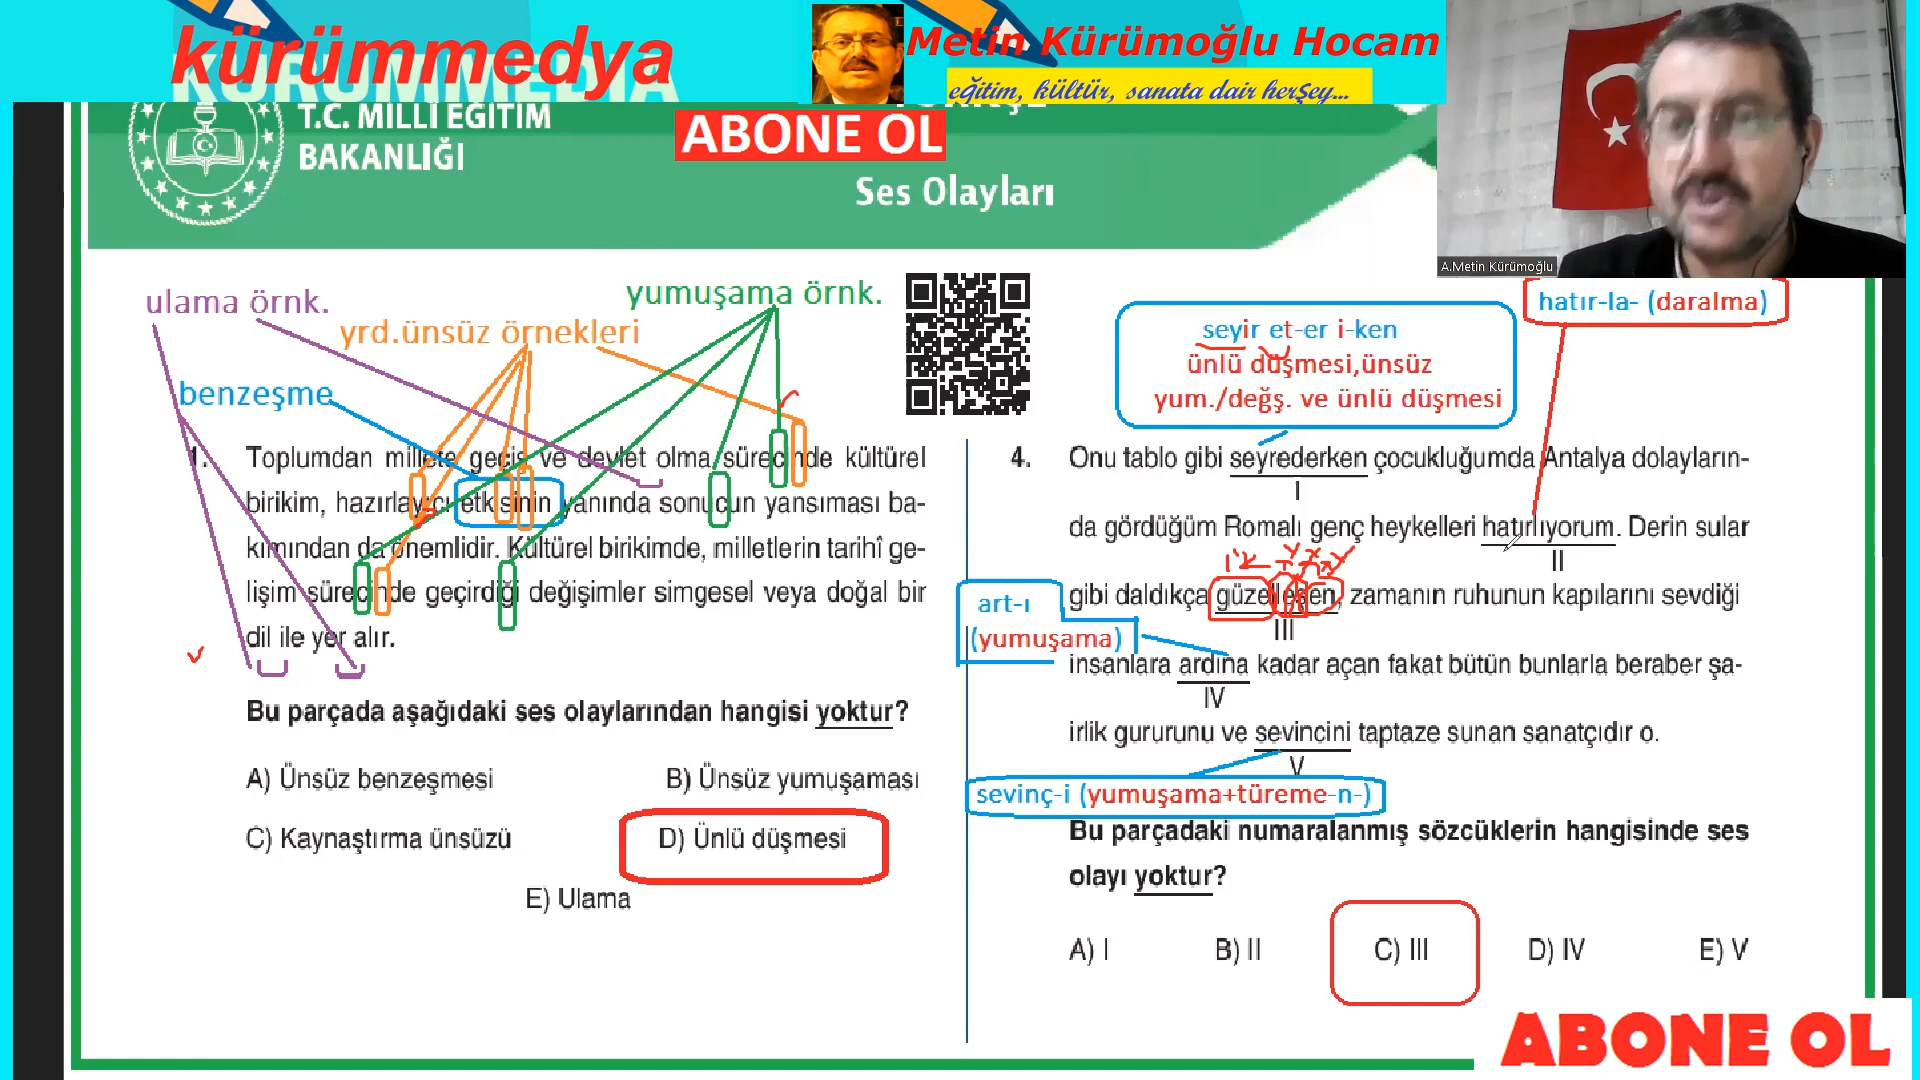 kürümmedya
KÜRÜMMEDİA
Metin Kürümoğlu Hocam
eğitim, kültür, sanata dair herşey...
T.C. MİLLÎ EĞİTİM
BAKANLIĞI
ABONE OL
Ses Olayları
A.Metin Kürümoğlu
ulama örnk.
yumuşama örnk.
yrd.ünsüz örnekleri
benzeşme
1. Toplumdan millete geçiş ve devlet olma sürecinde kültürel
birikim, hazırlayıcı etkisinin yanında sonucun yansıması ba-
kımından da önemlidir. Kültürel birikimde, milletlerin tarihî ge-
lişim sürecinde geçirdiği değişimler simgesel veya doğal bir
dil ile yer alır.
Bu parçada aşağıdaki ses olaylarından hangisi yoktur?
A) Ünsüz benzeşmesi
B) Ünsüz yumuşaması
C) Kaynaştırma ünsüzü
D) Ünlü düşmesi
E) Ulama
seyir et-er i-ken
ünlü düşmesi,ünsüz
yum./değş. ve ünlü düşmesi
hatır-la- (daralma)
4. Onu tablo gibi seyrederken çocukluğumda Antalya dolayların-
I
da gördüğüm Romalı genç heykelleri hatırlıyorum. Derin sular
II
gibi daldıkça güzelleşen, zamanın ruhunun kapılarını sevdiği
III
art-ı
(yumuşama)
insanlara ardına kadar açan fakat bütün bunlarla beraber şa-
IV
irlik gururunu ve sevincini taptaze sunan sanatçıdır o.
V
sevinç-i (yumuşama+türeme-n-)
Bu parçadaki numaralanmış sözcüklerin hangisinde ses
olayı yoktur?
A) I
B) II
C) III
D) IV
E) V
ABONE OL